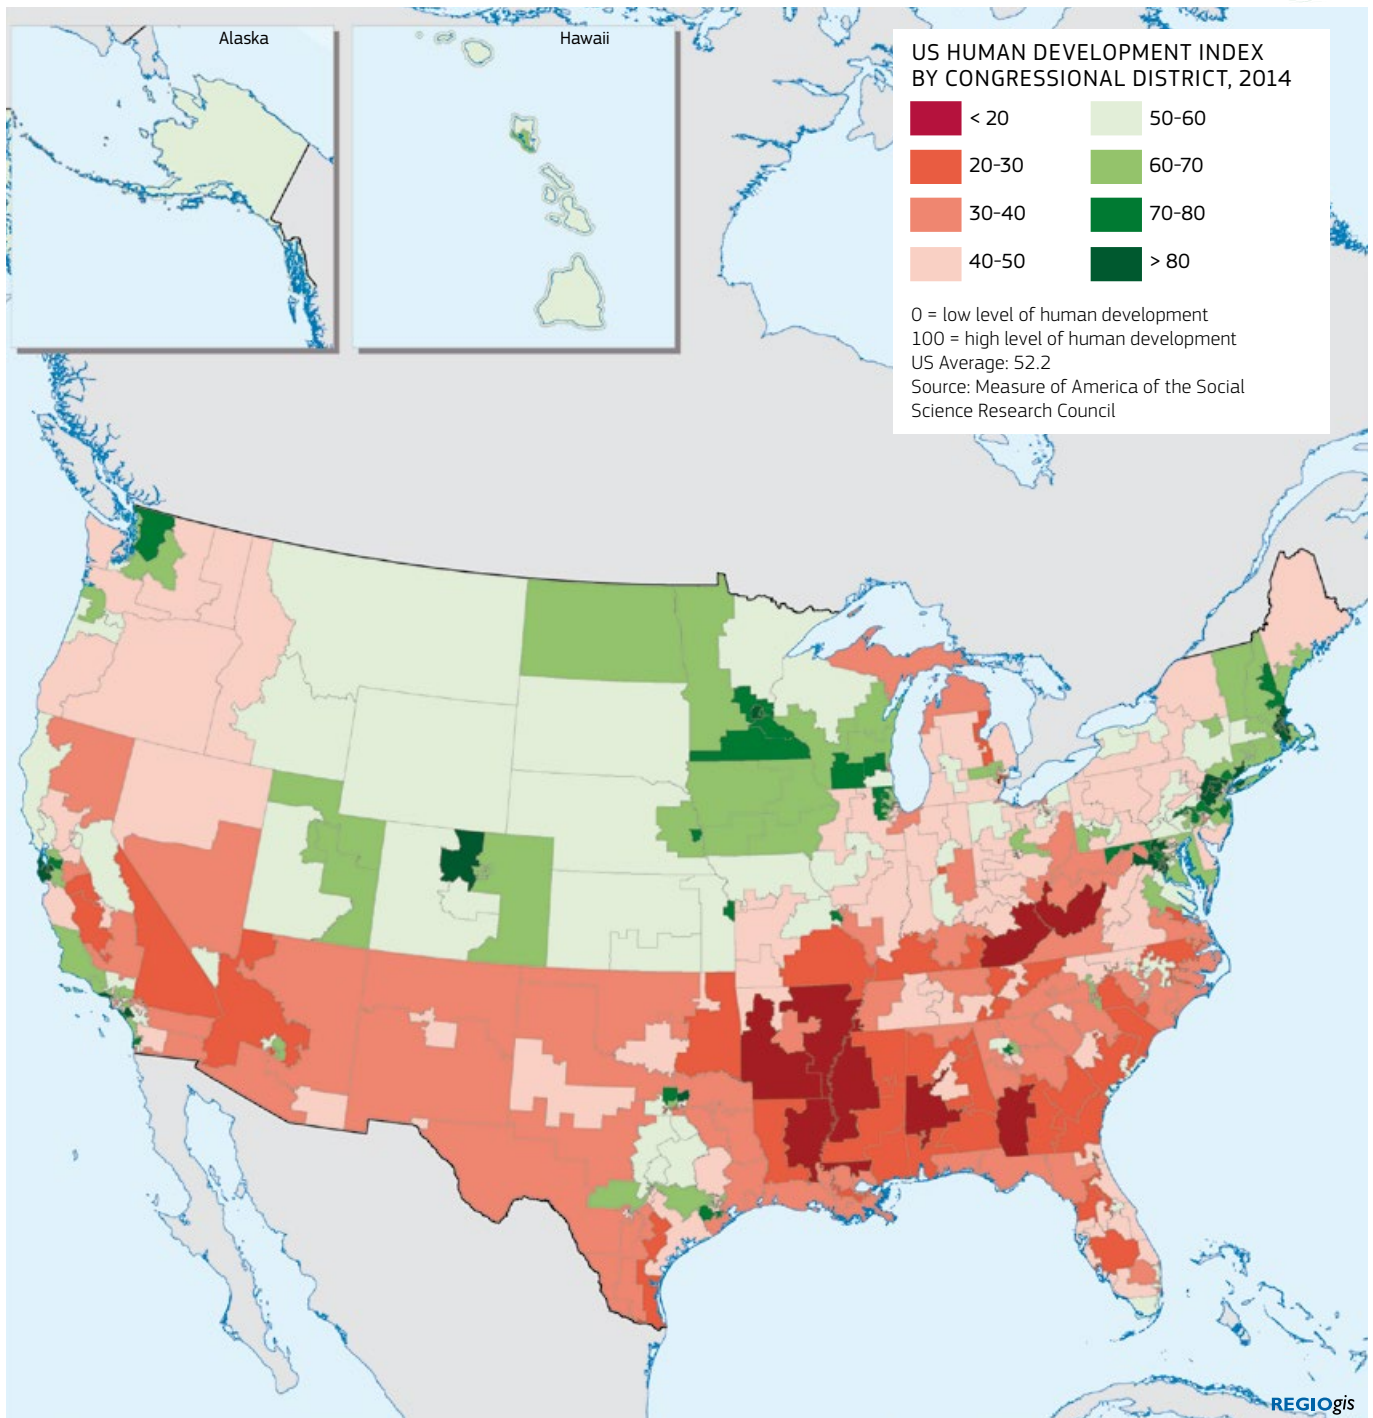 Alaska
Hawaii
US HUMAN DEVELOPMENT INDEX
BY CONGRESSIONAL DISTRICT, 2014
< 20
20-30
30-40
40-50
50-60
60-70
70-80
> 80
0 = low level of human development
100 = high level of human development
US Average: 52.2
Source: Measure of America of the Social
Science Research Council
REGIOgis